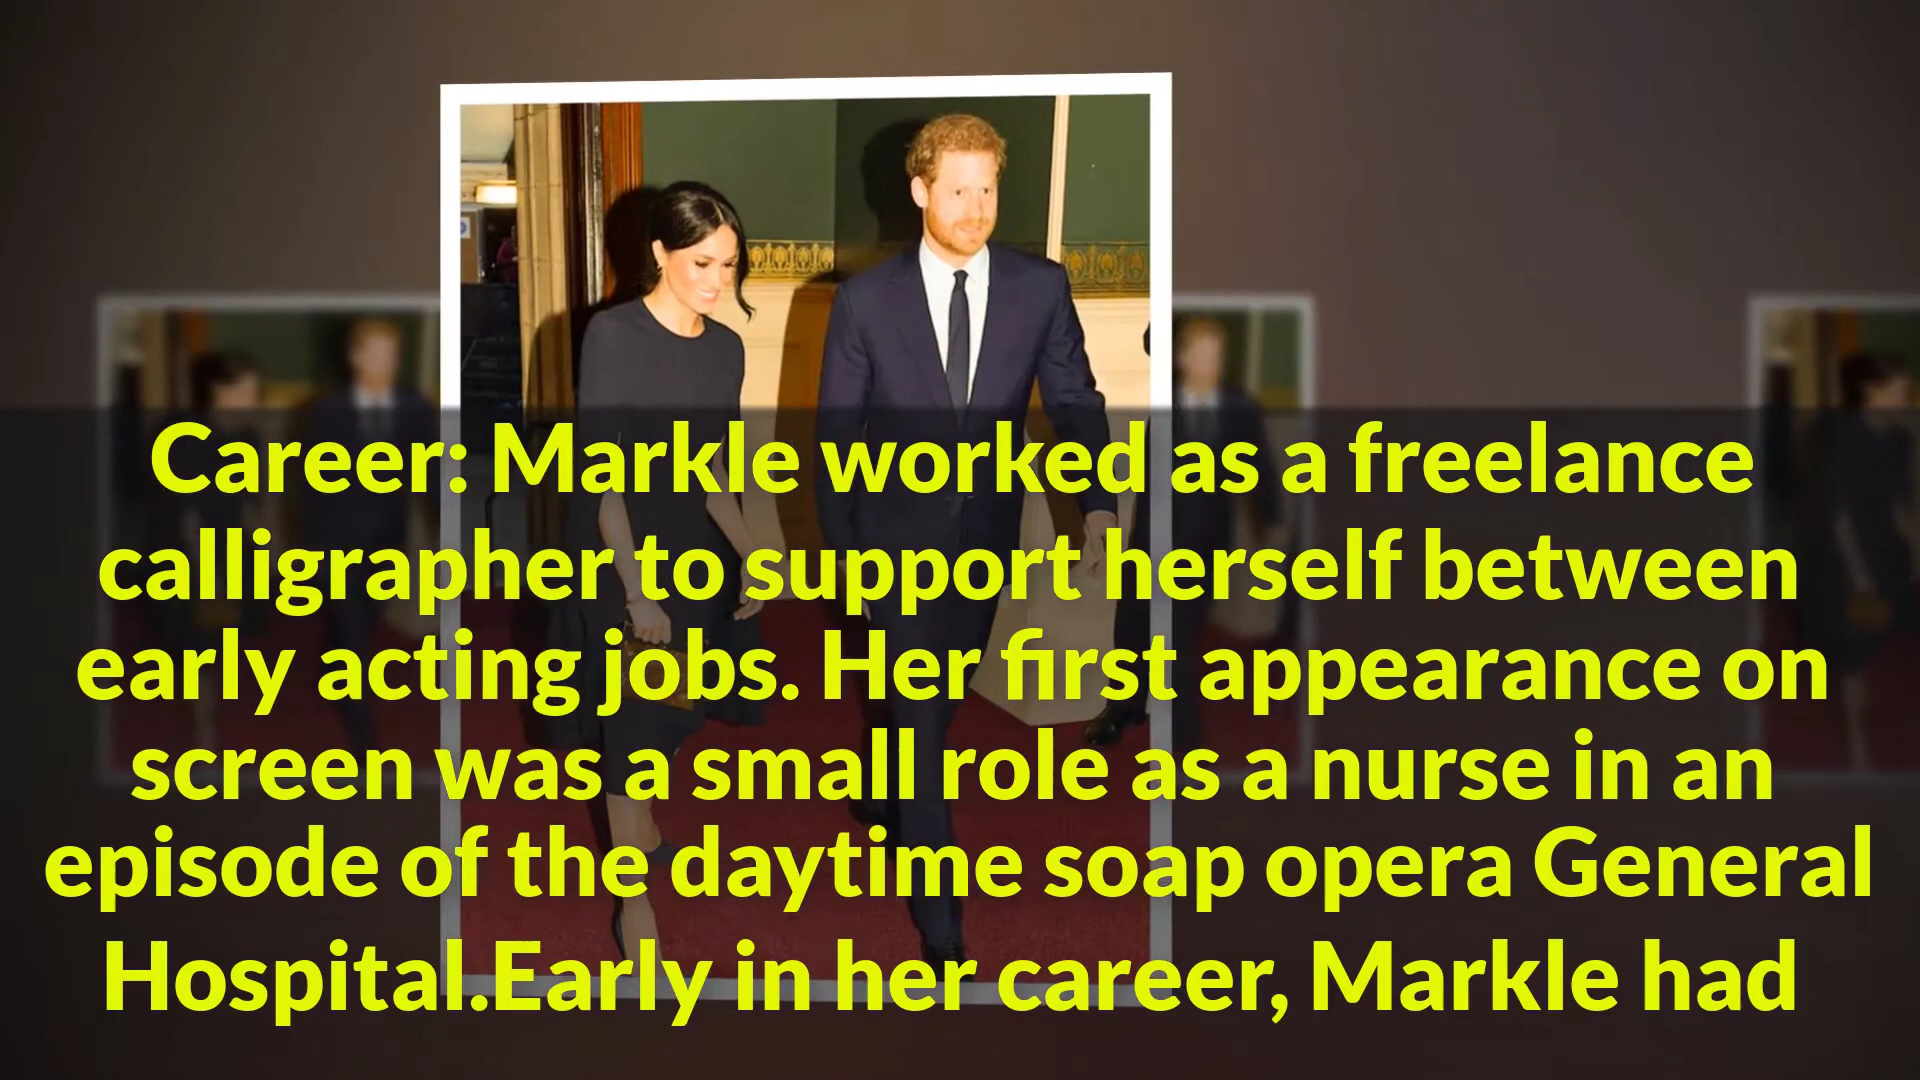 Career: Markle worked as a freelance
calligrapher to support herself between
early acting jobs. Her first appearance on
screen was a small role as a nurse in an
episode of the daytime soap opera General
Hospital.Early in her career, Markle had